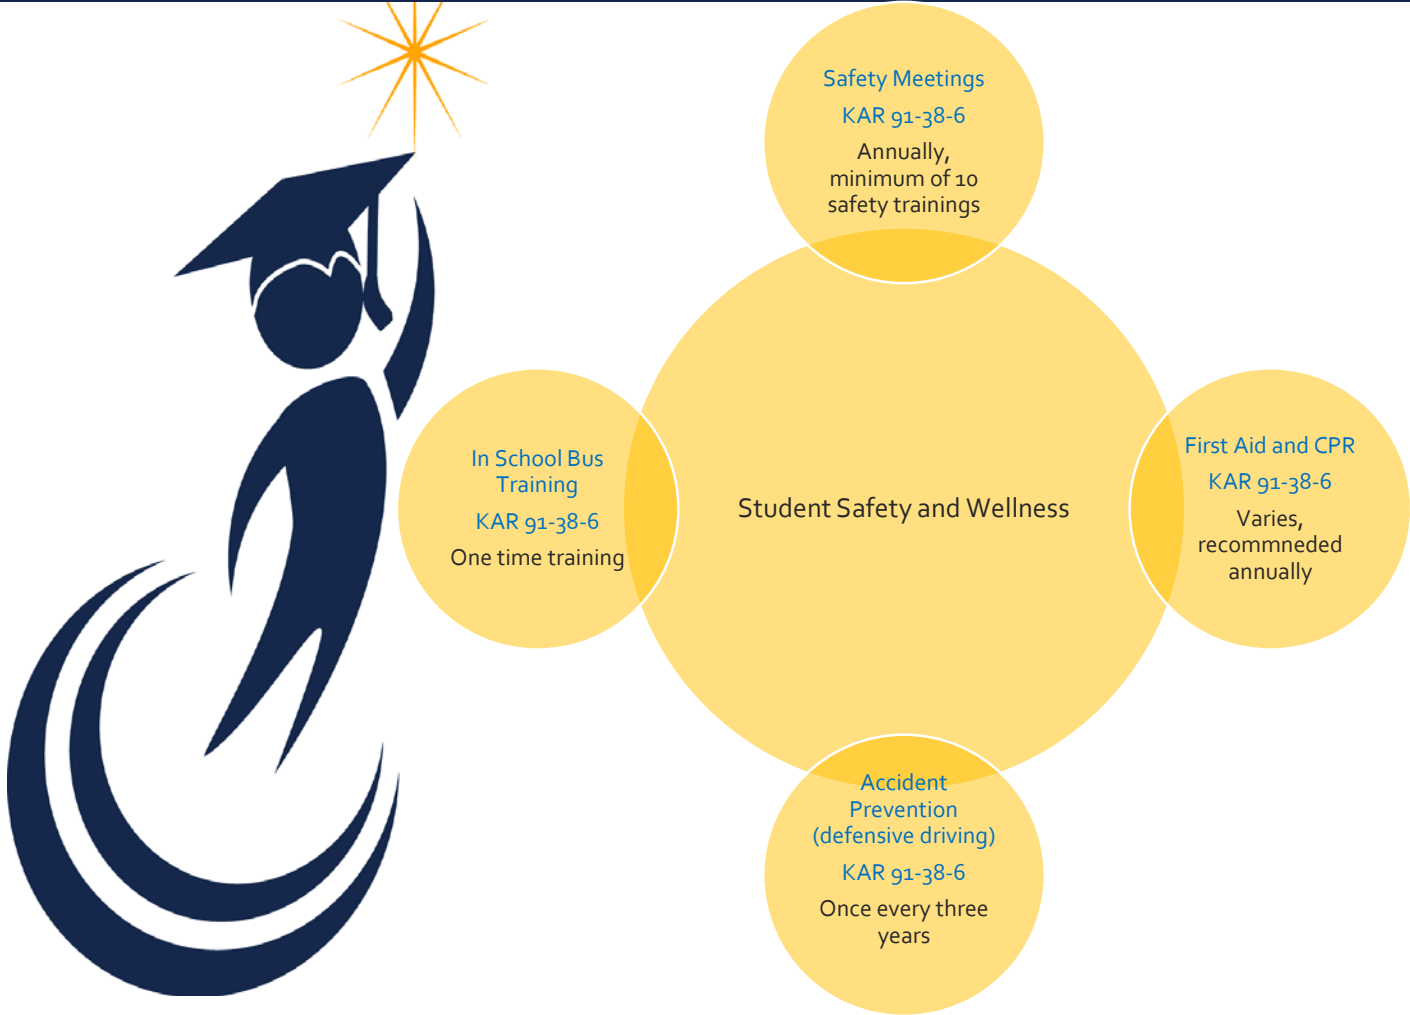 Safety Meetings
KAR 91-38-6
Annually,
minimum of 10
safety trainings
In School Bus
Training
KAR 91-38-6
One time training
Student Safety and Wellness
First Aid and CPR
KAR 91-38-6
Varies,
recommneded
annually
Accident
Prevention
(defensive driving)
KAR 91-38-6
Once every three
years